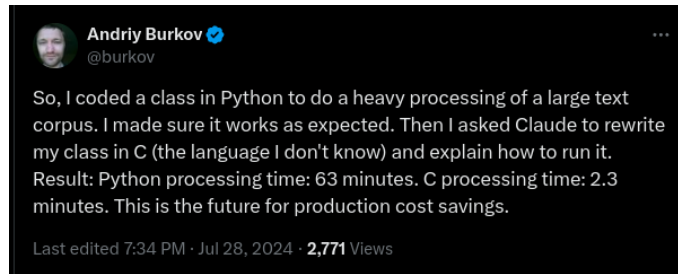 Andriy Burkov
@burkov
So, I coded a class in Python to do a heavy processing of a large text
corpus. I made sure it works as expected. Then I asked Claude to rewrite
my class in C (the language I don't know) and explain how to run it.
Result: Python processing time: 63 minutes. C processing time: 2.3
minutes. This is the future for production cost savings.
Last edited 7:34 PM · Jul 28, 2024 · 2,771 Views